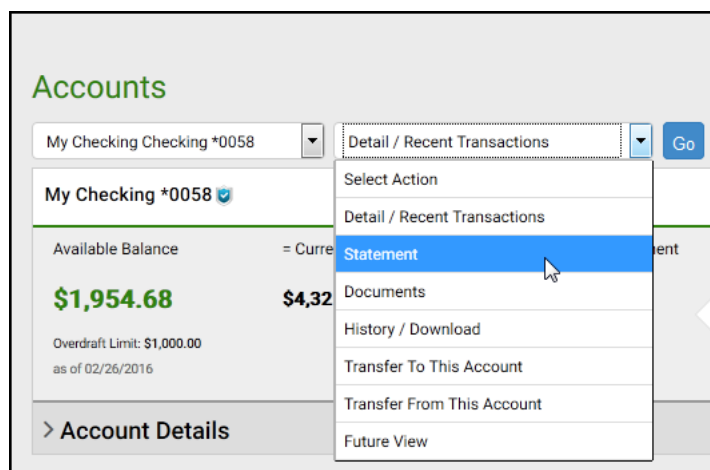 Accounts
My Checking Checking *0058
Detail / Recent Transactions
Go
Select Action
My Checking *0058
Detail / Recent Transactions
Available Balance
= Curre
Statement
ent
$1,954.68
$4,32
Documents
History / Download
Overdraft Limit: $1,000.00
as of 02/26/2016
Transfer To This Account
Transfer From This Account
> Account Details
Future View